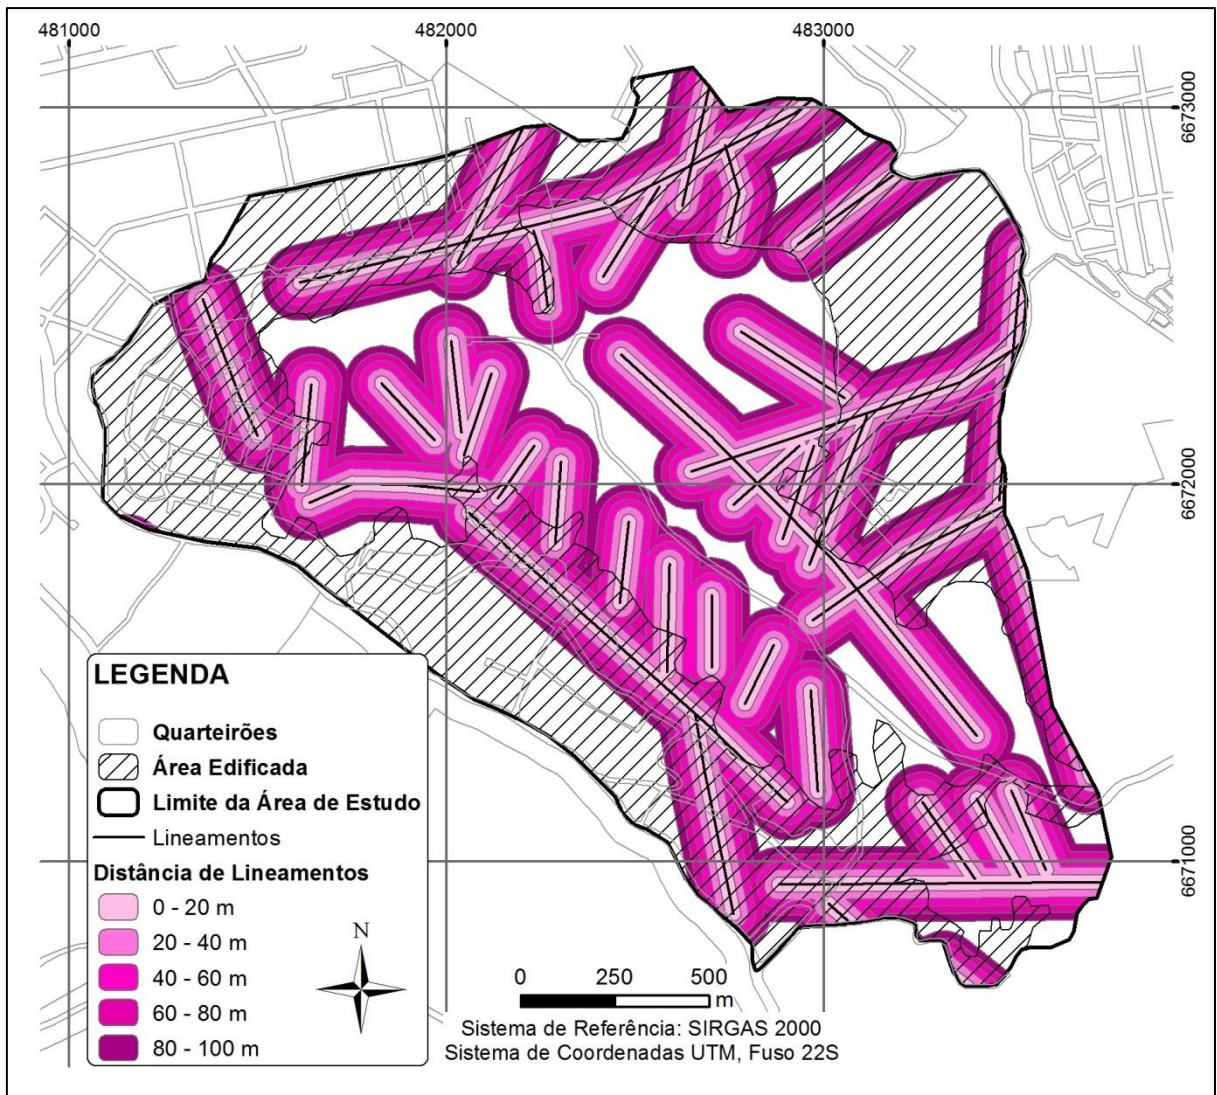 481000 482000 483000
6673000
6672000
6671000
LEGENDA
Quarteirões
Área Edificada
Limite da Área de Estudo
Lineamentos
Distância de Lineamentos
0 - 20 m
20 - 40 m
40 - 60 m
60 - 80 m
80 - 100 m
N
0 250 500
m
Sistema de Referência: SIRGAS 2000
Sistema de Coordenadas UTM, Fuso 22S